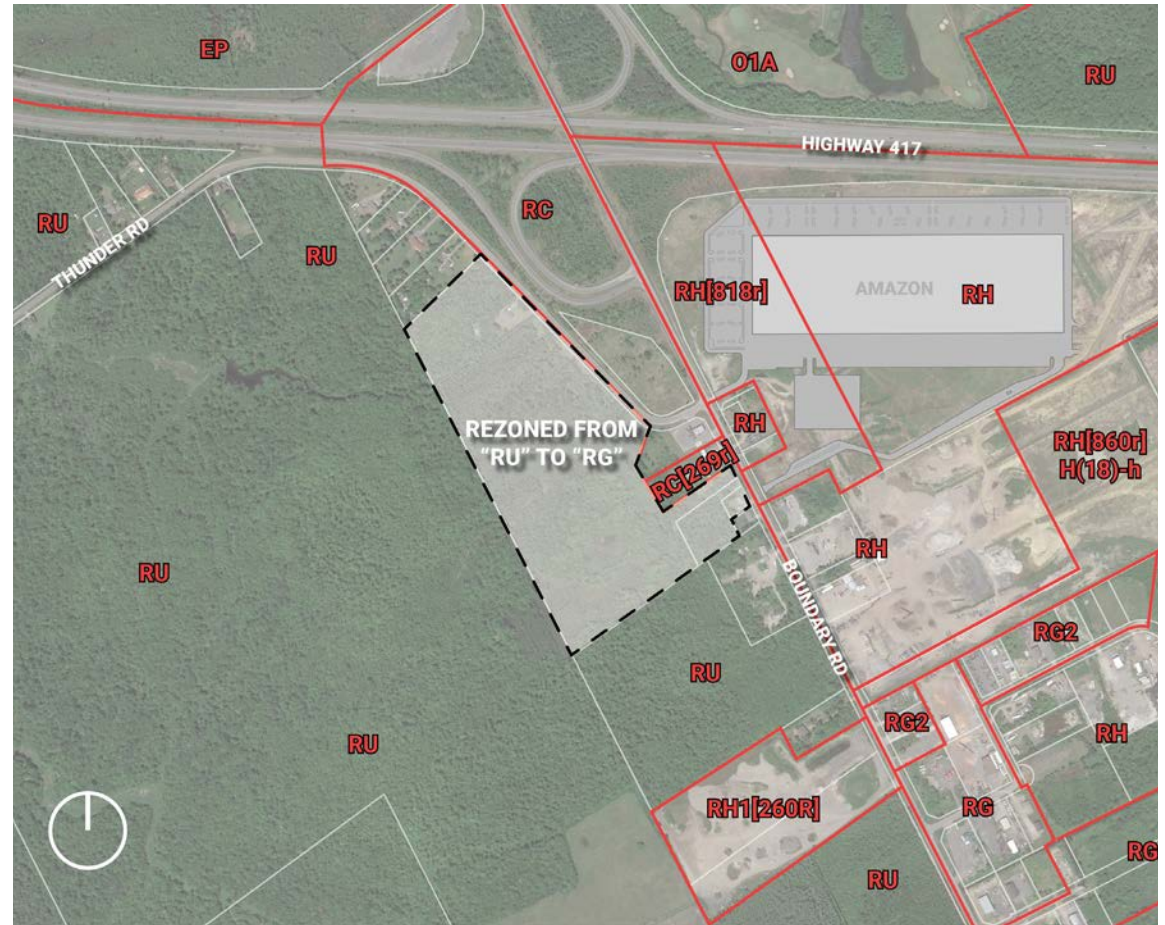 EP
O1A
RU
HIGHWAY 417
RU
THUNDER RD
RU
RC
RH[818r]
AMAZON
RH
REZONED FROM
“RU” TO “RG”
RH
RC[269r]
RH[860r]
H(18)-h
RU
RH
BOUNDARY RD
RG2
RU
RG2
RH
RU
RH1[260R]
RG
RG
RU